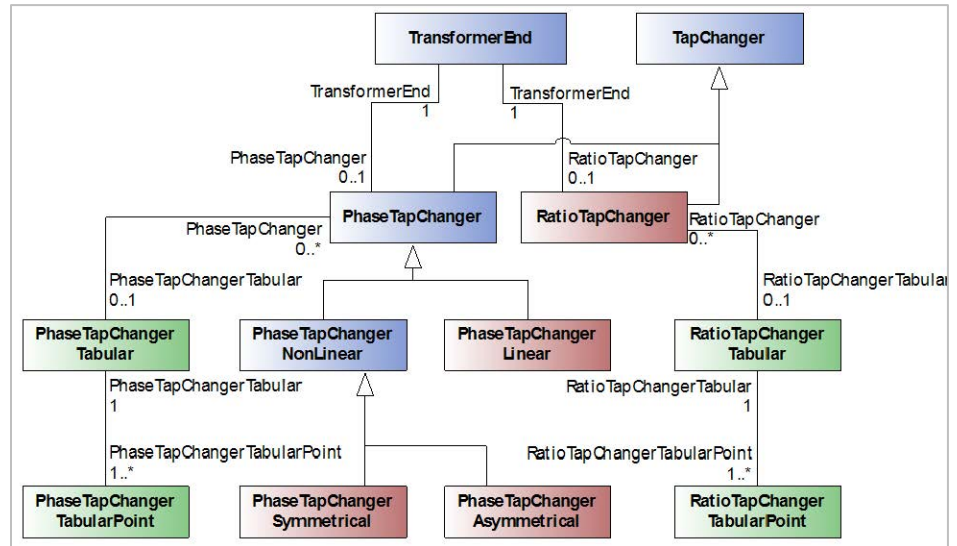 TransformerEnd
TapChanger
TransformerEnd
1
TransformerEnd
1
PhaseTapChanger
0..1
RatioTapChanger
0..1
PhaseTapChanger
RatioTapChanger
PhaseTapChanger
0..*
RatioTapChanger
0..*
PhaseTapChangerTabular
0..1
RatioTapChangerTabular
0..1
PhaseTapChanger
Tabular
PhaseTapChanger
NonLinear
PhaseTapChanger
Linear
RatioTapChanger
Tabular
PhaseTapChangerTabular
1
RatioTapChangerTabular
1
PhaseTapChangerTabularPoint
1..*
RatioTapChangerTabularPoint
1..*
PhaseTapChanger
TabularPoint
PhaseTapChanger
Symmetrical
PhaseTapChanger
Asymmetrical
RatioTapChanger
TabularPoint